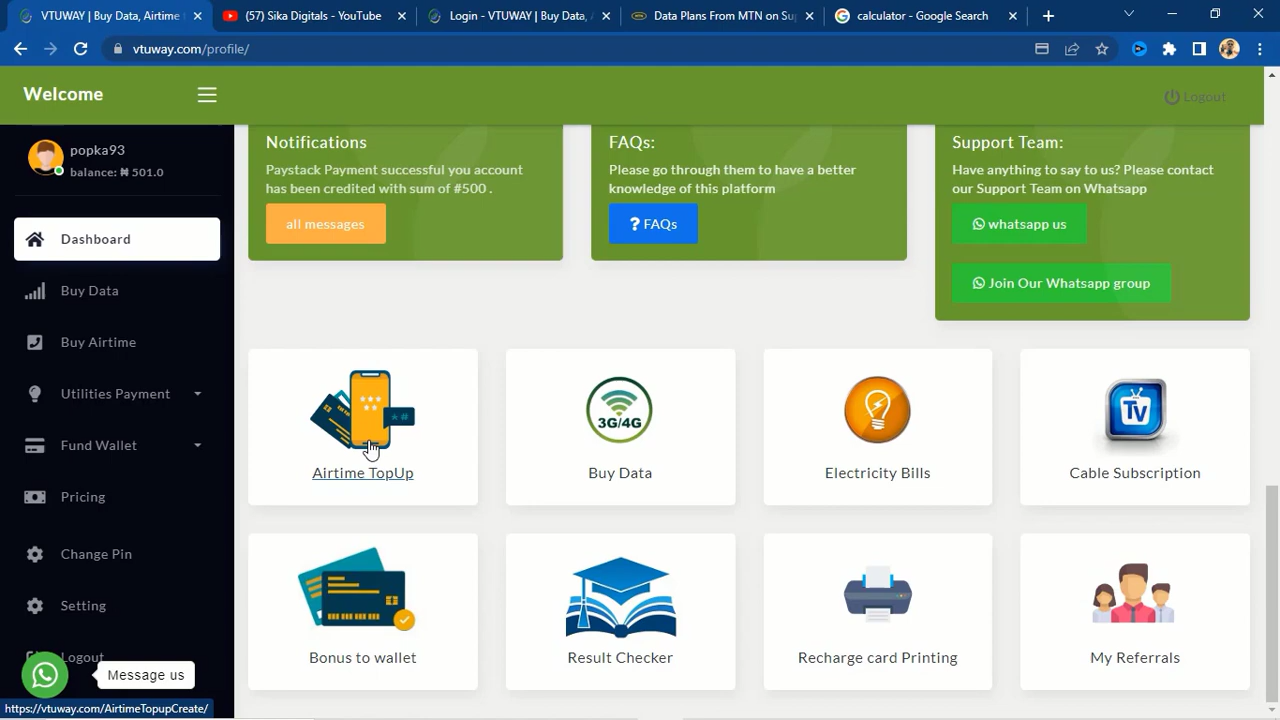 VTUWAY | Buy Data, Airtime
(57) Sika Digitals - YouTube
Login - VTUWAY | Buy Data,
Data Plans From MTN on Su
calculator - Google Search
vtuway.com/profile/
Welcome
Logout
popka93
balance: ₦ 501.0
Dashboard
Buy Data
Buy Airtime
Utilities Payment
Fund Wallet
Pricing
Change Pin
Setting
Logout
Message us
https://vtuway.com/AirtimeTopupCreate/
Notifications
Paystack Payment successful you account
has been credited with sum of #500 .
all messages
FAQs:
Please go through them to have a better
knowledge of this platform
? FAQs
Support Team:
Have anything to say to us? Please contact
our Support Team on Whatsapp
whatsapp us
Join Our Whatsapp group
* #
Airtime TopUp
3G/4G
Buy Data
Electricity Bills
TV
Cable Subscription
Bonus to wallet
Result Checker
Recharge card Printing
My Referrals